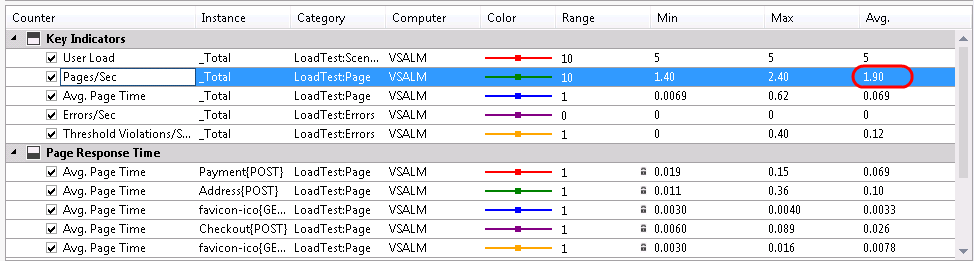 Counter Instance Category Computer Color Range Min Max Avg.
Key Indicators
User Load _Total LoadTest:Scen... VSALM 10 5 5 5
Pages/Sec _Total LoadTest:Page VSALM 10 1.40 2.40 1.90
Avg. Page Time _Total LoadTest:Page VSALM 1 0.0069 0.62 0.069
Errors/Sec _Total LoadTest:Errors VSALM 0 0 0 0
Threshold Violations/S... _Total LoadTest:Errors VSALM 1 0 0.40 0.12
Page Response Time
Avg. Page Time Payment{POST} LoadTest:Page VSALM 1 0.019 0.15 0.069
Avg. Page Time Address{POST} LoadTest:Page VSALM 1 0.011 0.36 0.10
Avg. Page Time favicon-ico{GE... LoadTest:Page VSALM 1 0.0030 0.0040 0.0033
Avg. Page Time Checkout{POST} LoadTest:Page VSALM 1 0.0060 0.089 0.026
Avg. Page Time favicon-ico{GE... LoadTest:Page VSALM 1 0.0030 0.016 0.0078